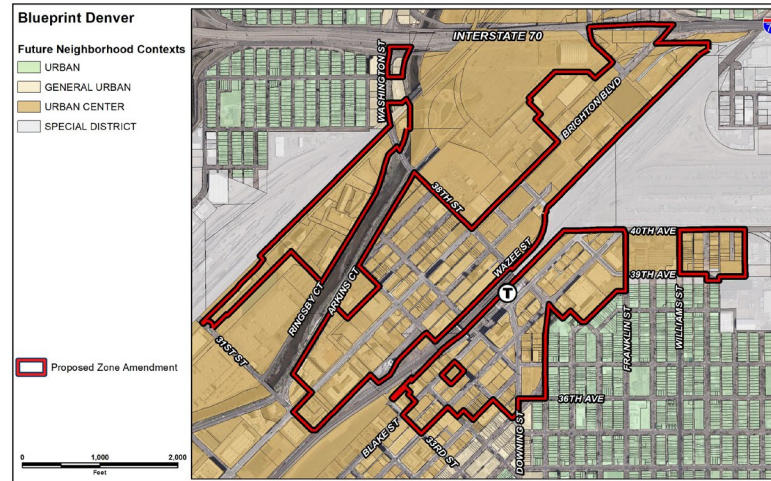 Blueprint Denver
Future Neighborhood Contexts
URBAN
GENERAL URBAN
URBAN CENTER
SPECIAL DISTRICT
Proposed Zone Amendment
0 1,000 2,000
Feet
INTERSTATE 70
WASHINGTON ST
BRIGHTON BLVD
38TH ST
WAZEE ST
40TH AVE
39TH AVE
RINGSBY CT
ARKINS CT
T
FRANKLIN ST
WILLIAMS ST
31ST ST
36TH AVE
BLAKE ST
33RD ST
DOWNING ST